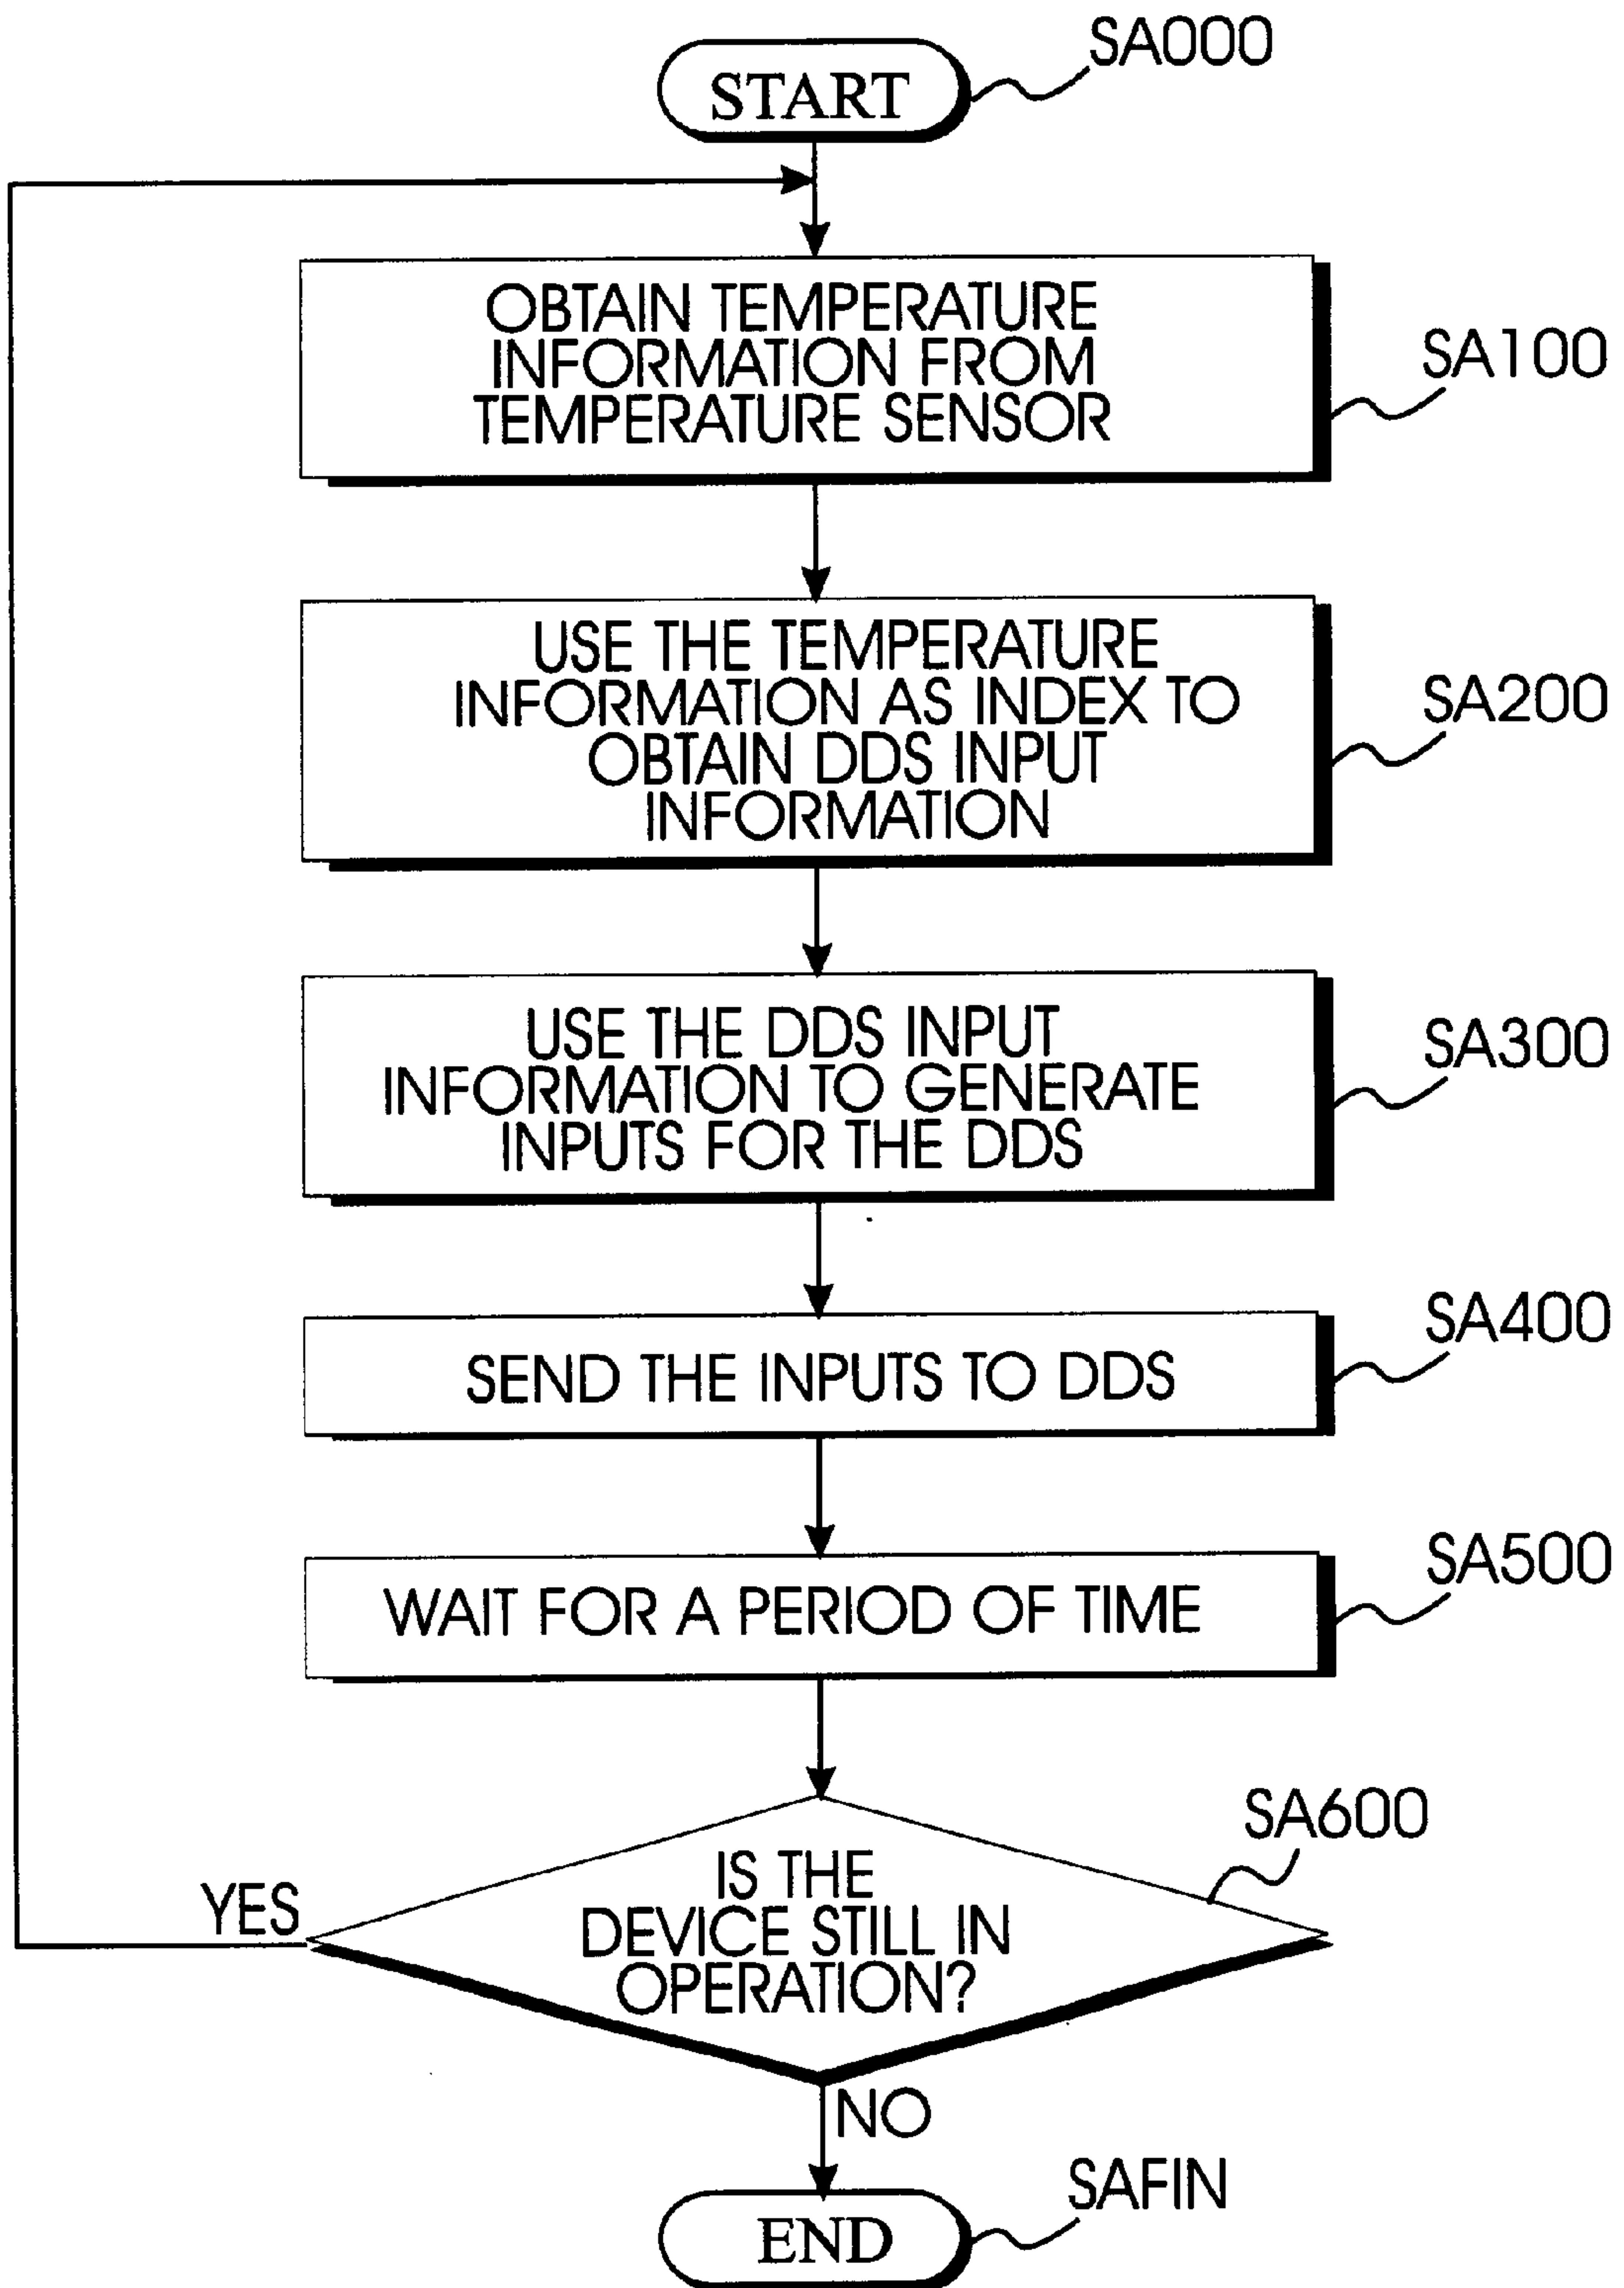 SA000
START
OBTAIN TEMPERATURE
INFORMATION FROM
TEMPERATURE SENSOR
SA100
USE THE TEMPERATURE
INFORMATION AS INDEX TO
OBTAIN DDS INPUT
INFORMATION
SA200
USE THE DDS INPUT
INFORMATION TO GENERATE
INPUTS FOR THE DDS
SA300
SEND THE INPUTS TO DDS
SA400
WAIT FOR A PERIOD OF TIME
SA500
SA600
IS THE
DEVICE STILL IN
OPERATION?
YES
NO
SAFIN
END